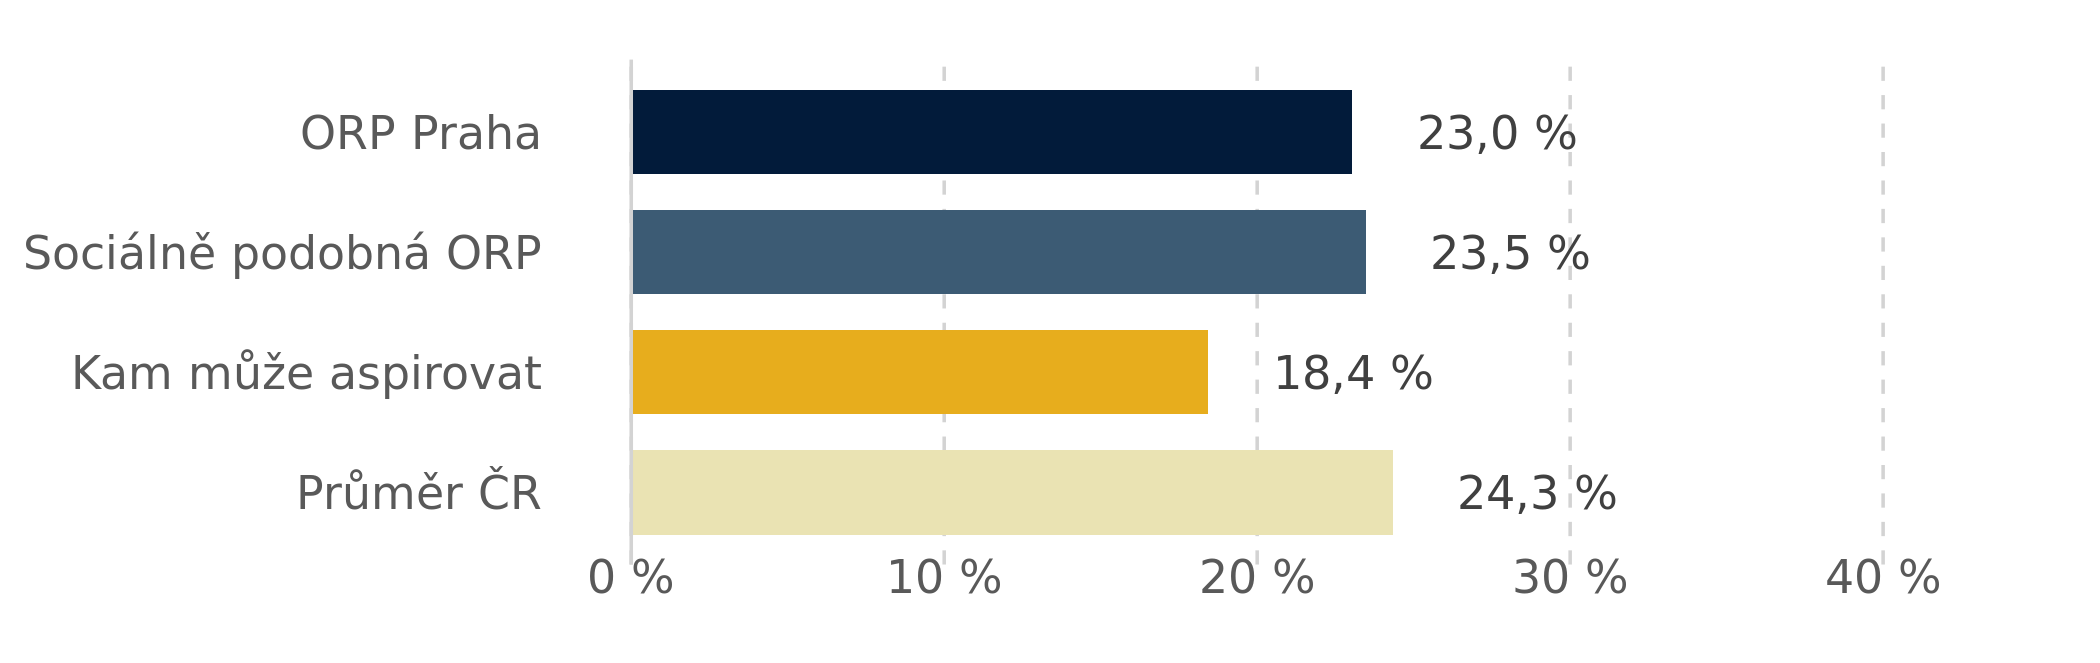 ORP Praha
23,0 %
Sociálně podobná ORP
23,5 %
Kam může aspirovat
18,4 %
Průměr ČR
24,3 %
0 %
10 %
20 %
30 %
40 %